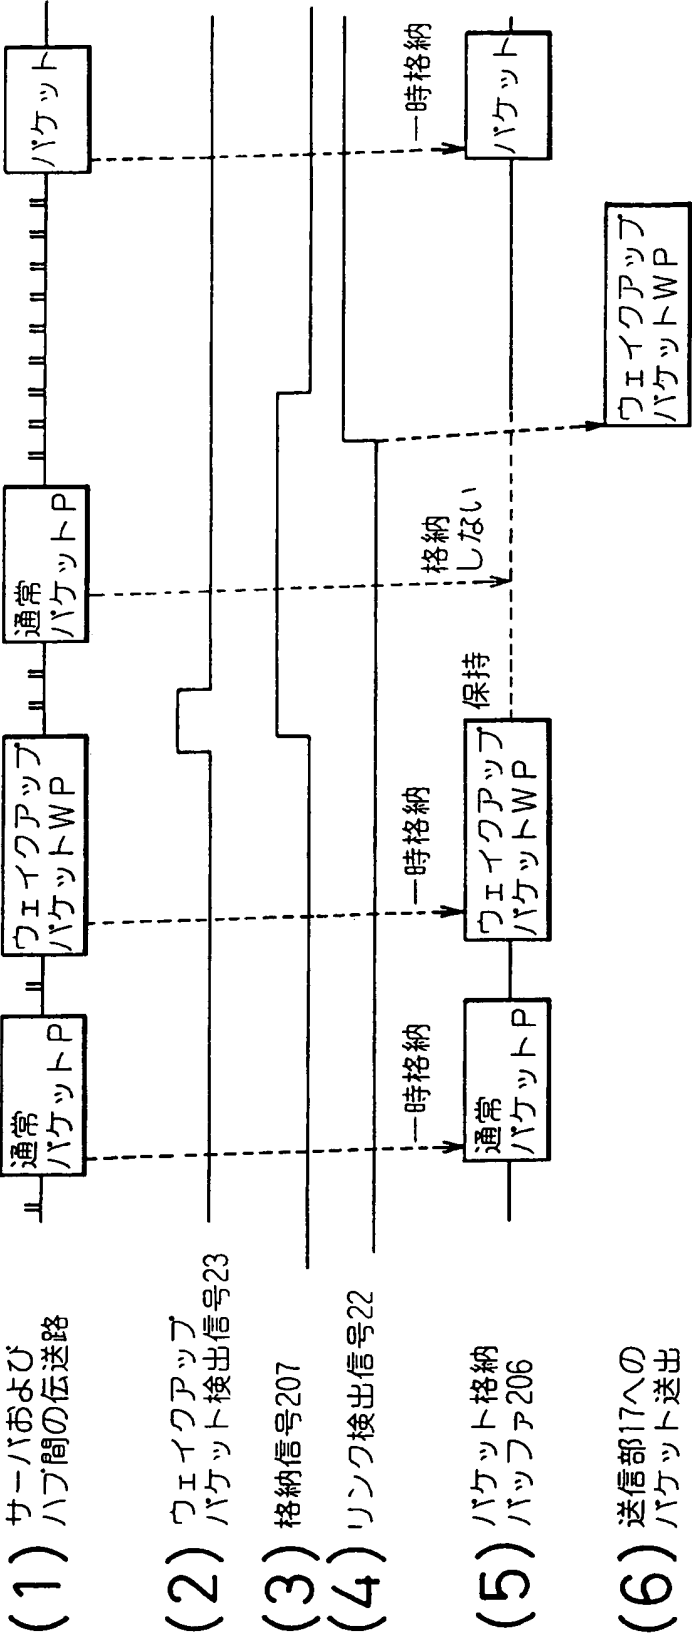 (1) サーバおよび
ハブ間の伝送路
通常
パケットP
ウェイクアップ
パケットWP
通常
パケットP
パケット
(2) ウェイクアップ
パケット検出信号23
(3) 格納信号207
(4) リンク検出信号22
一時格納
一時格納
格納
しない
一時格納
(5) パケット格納
バッファ206
通常
パケットP
ウェイクアップ
パケットWP
保持
パケット
(6) 送信部17への
パケット送出
ウェイクアップ
パケットWP